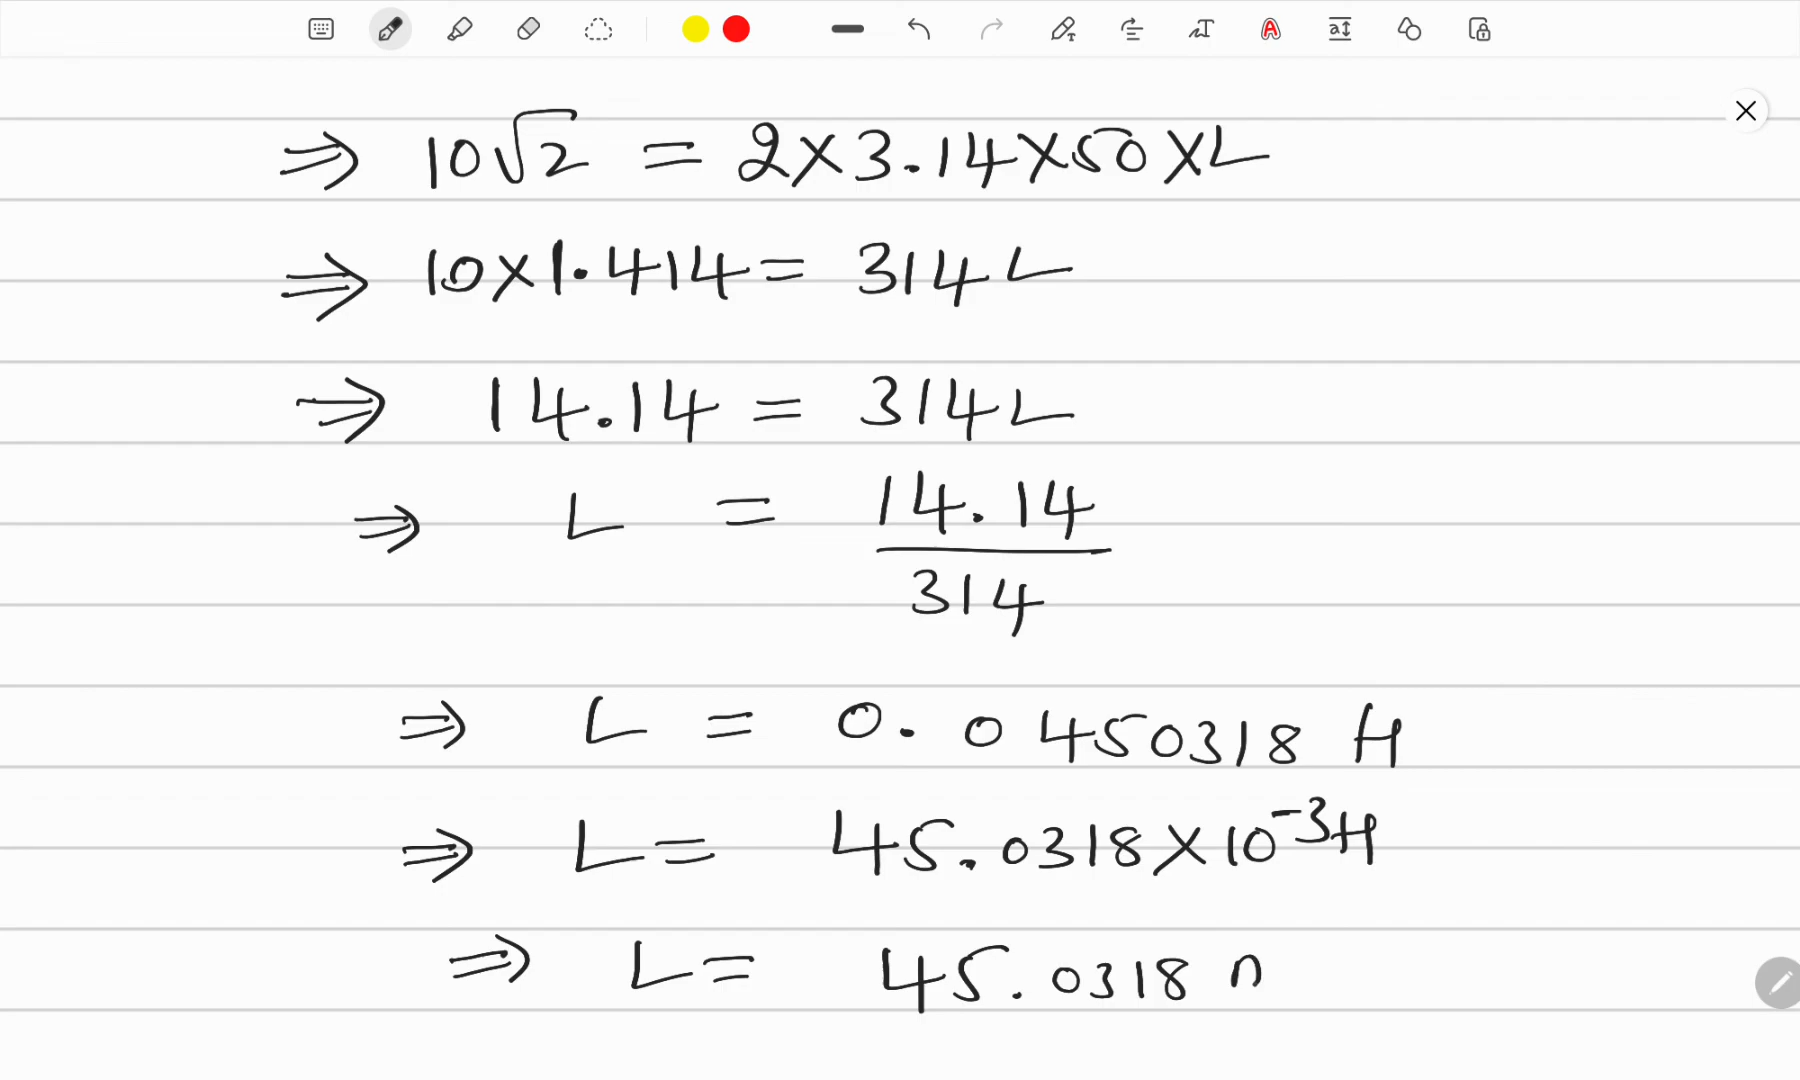 ⇒ 10√2 = 2×3.14×50×L
⇒ 10×1.414 = 314L
⇒ 14.14 = 314L
⇒ L = 14.14/314
⇒ L = 0.0450318 H
⇒ L = 45.0318×10⁻³H
⇒ L = 45.0318 n